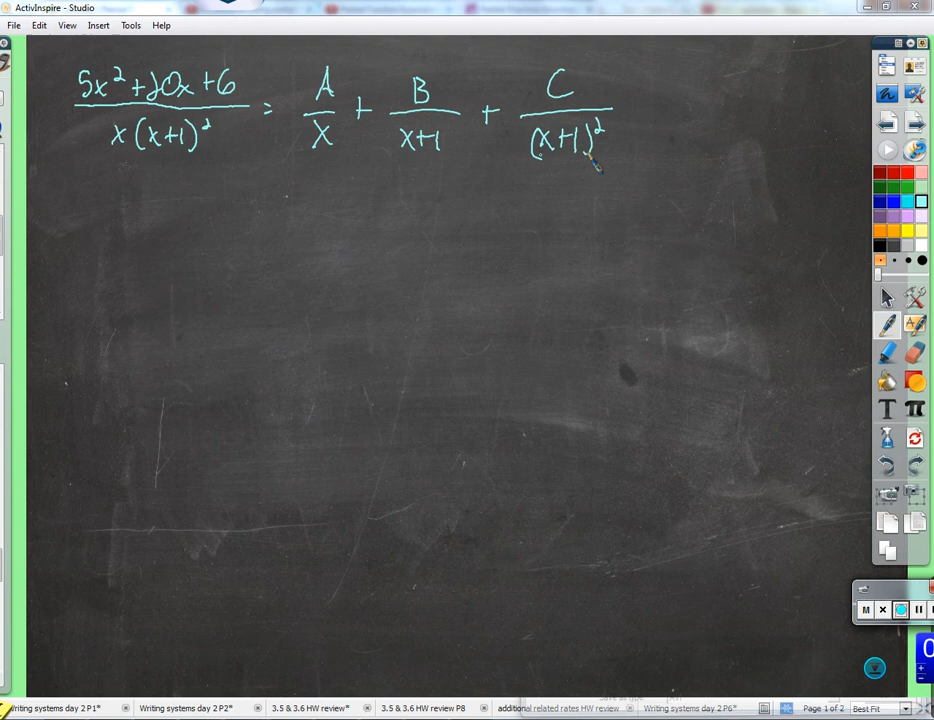 ActivInspire - Studio
File Edit View Insert Tools Help
5x² + 20x + 6 / x(x+1)² = A / x + B / x+1 + C / (x+1)²
M
Writing systems day 2 P1* Writing systems day 2 P2* 3.5 & 3.6 HW review* 3.5 & 3.6 HW review P8 additional related rates HW review Writing systems day 2 P6* Page 1 of 2 Best Fit